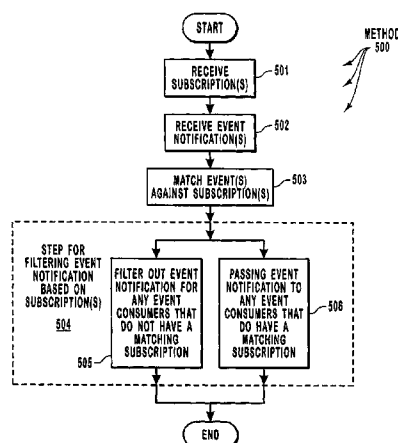 START
METHOD
500
RECEIVE
SUBSCRIPTION(S)
501
RECEIVE EVENT
NOTIFICATION(S)
502
MATCH EVENT(S)
AGAINST SUBSCRIPTION(S)
503
STEP FOR
FILTERING EVENT
NOTIFICATION
BASED ON
SUBSCRIPTION(S)
504
FILTER OUT EVENT
NOTIFICATION FOR
ANY EVENT
CONSUMERS THAT
DO NOT HAVE A
MATCHING
SUBSCRIPTION
505
PASSING EVENT
NOTIFICATION TO
ANY EVENT
CONSUMERS THAT
DO HAVE A
MATCHING
SUBSCRIPTION
506
END